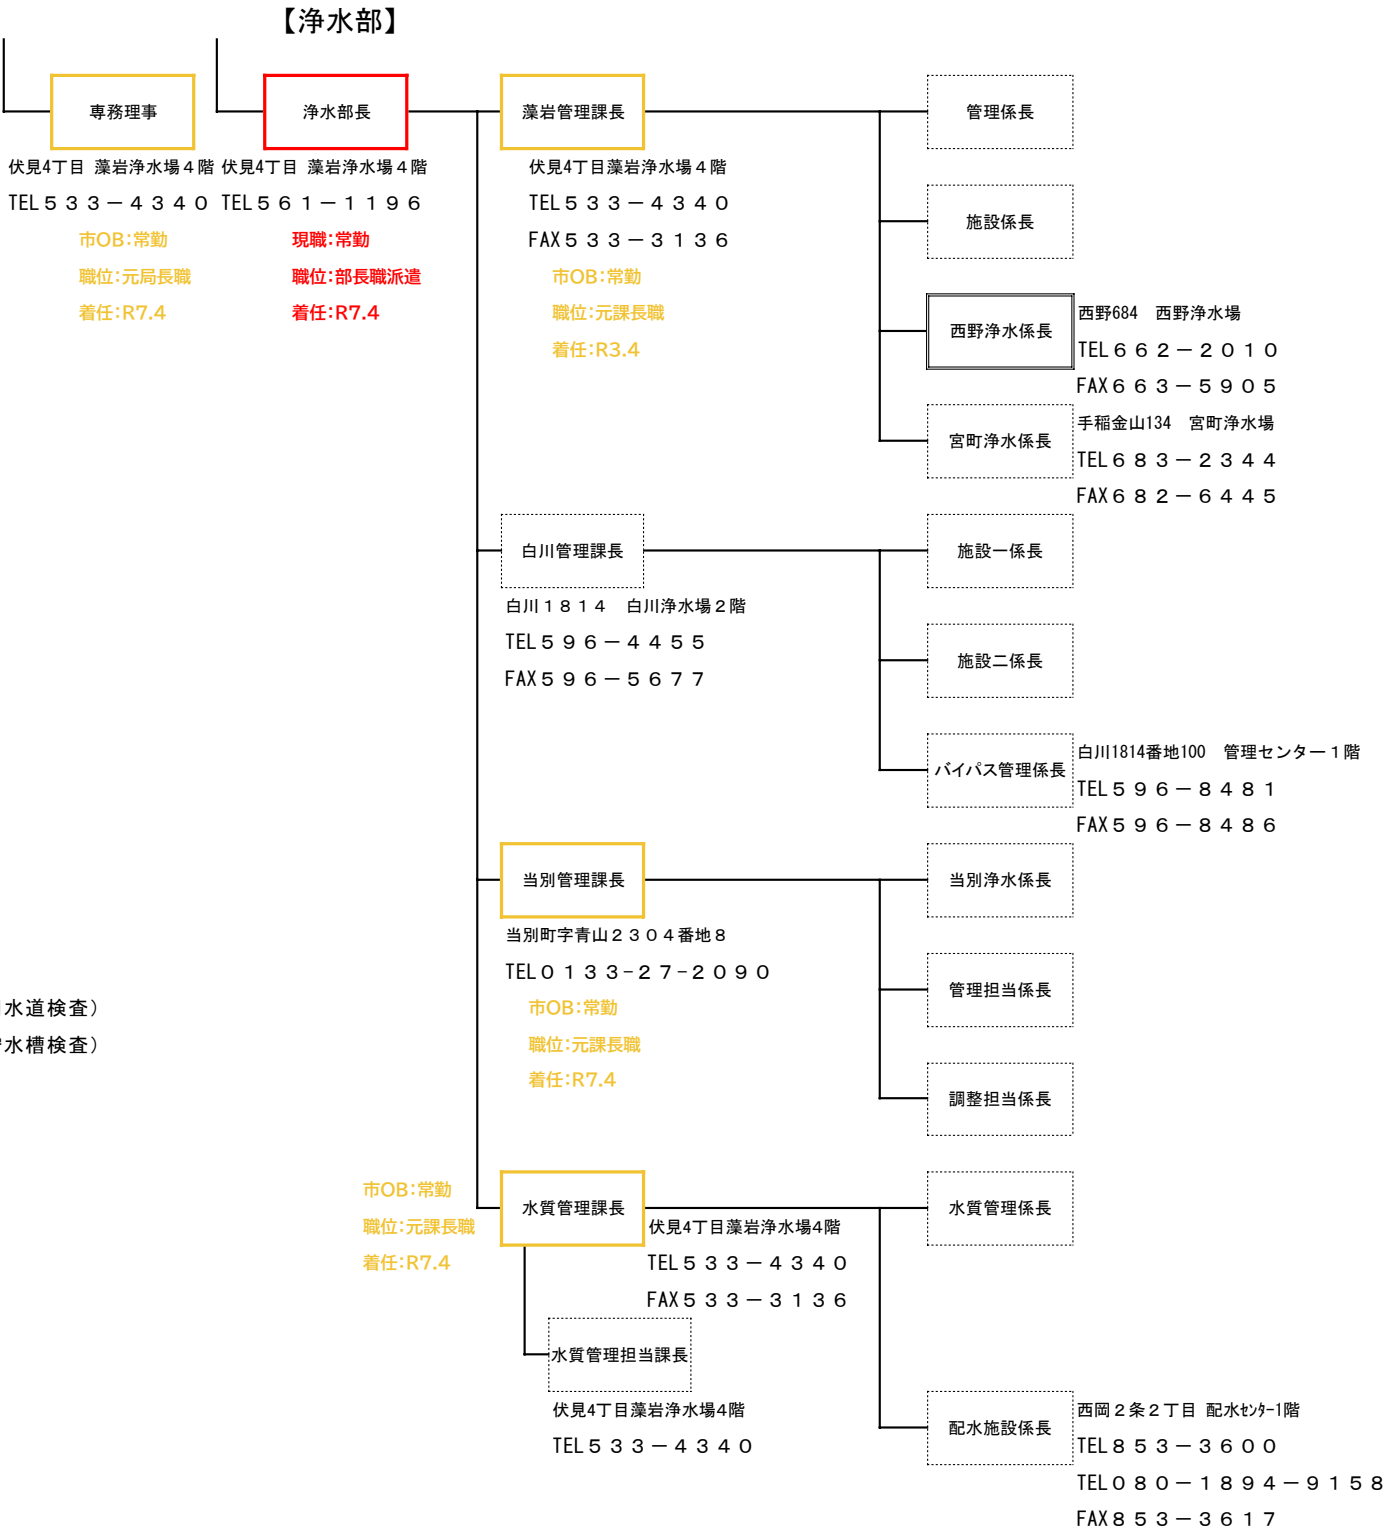 【浄水部】
専務理事
伏見4丁目 藻岩浄水場４階
TEL５３３－４３４０
市OB：常勤
職位：元局長職
着任：R7.4
浄水部長
伏見4丁目 藻岩浄水場４階
TEL５６１－１１９６
現職：常勤
職位：部長職派遣
着任：R7.4
藻岩管理課長
伏見4丁目藻岩浄水場４階
TEL５３３－４３４０
FAX５３３－３１３６
市OB：常勤
職位：元課長職
着任：R3.4
管理係長
施設係長
西野浄水係長
西野684　西野浄水場
TEL６６２－２０１０
FAX６６３－５９０５
宮町浄水係長
手稲金山134　宮町浄水場
TEL６８３－２３４４
FAX６８２－６４４５
白川管理課長
白川１８１４　白川浄水場２階
TEL５９６－４４５５
FAX５９６－５６７７
施設一係長
施設二係長
バイパス管理係長
白川1814番地100　管理センター１階
TEL５９６－８４８１
FAX５９６－８４８６
当別管理課長
当別町字青山２３０４番地８
TEL０１３３-２７-２０９０
市OB：常勤
職位：元課長職
着任：R7.4
当別浄水係長
管理担当係長
調整担当係長
水道検査）
水槽検査）
水質管理課長
市OB：常勤
職位：元課長職
着任：R7.4
伏見4丁目藻岩浄水場4階
TEL５３３－４３４０
FAX５３３－３１３６
水質管理係長
水質管理担当課長
伏見4丁目藻岩浄水場4階
TEL５３３－４３４０
配水施設係長
西岡２条２丁目 配水ｾﾝﾀｰ1階
TEL８５３－３６００
TEL０８０－１８９４－９１５８
FAX８５３－３６１７